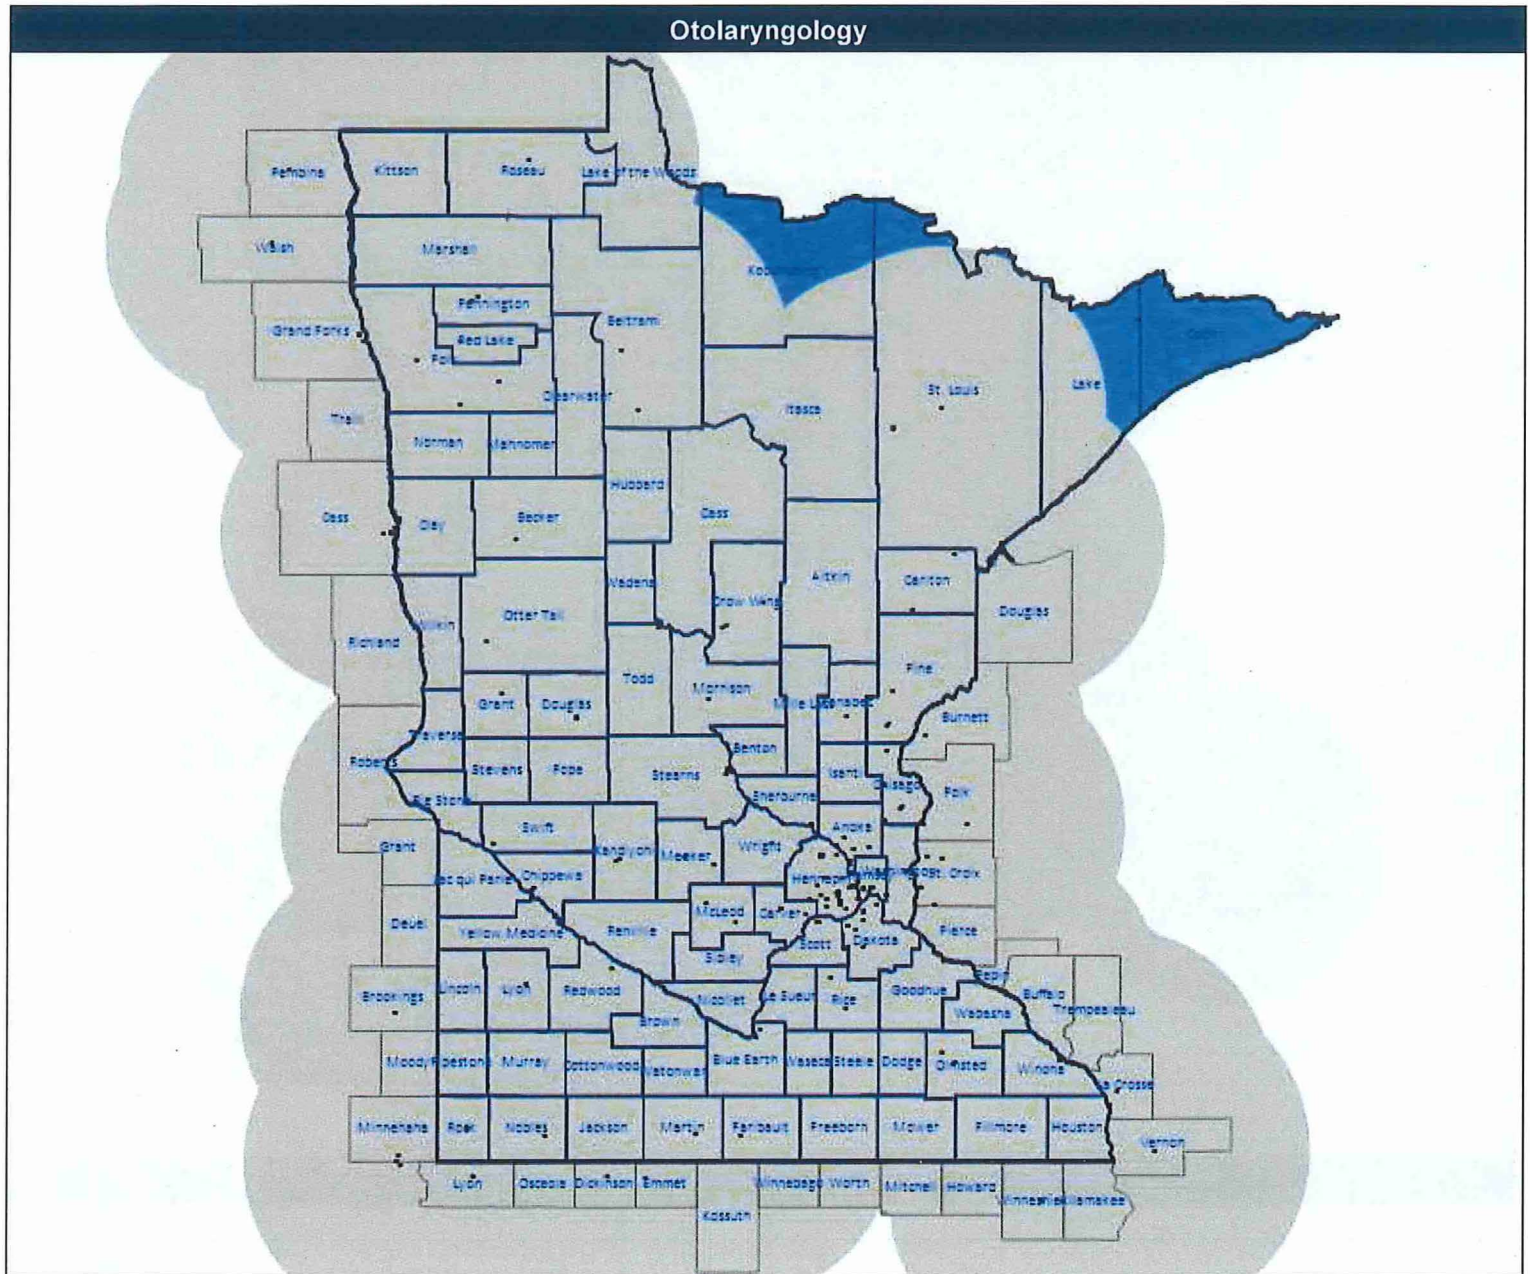 Otolaryngology
Pembina
Kittson
Roseau
Lake of the Woods
Walsh
Marshall
Pennington
Grand Forks
Beltrami
Red Lake
Polk
Clearwater
Lake
St. Louis
Itasca
Traill
Norman
Mahnomen
Hubbard
Cass
Clay
Becker
Cass
Aitkin
Carlton
Wadena
Crow Wing
Otter Tail
Wilkin
Douglas
Richland
Pine
Todd
Morrison
Grant
Douglas
Burnett
Traverse
Benton
Roberts
Stevens
Pope
Stearns
Isanti
Chisago
Sherburne
Polk
Big Stone
Swift
Anoka
Grant
Kandiyohi
Meeker
Wright
Lac qui Parle
Chippewa
Hennepin
St. Croix
McLeod
Carver
Deuel
Yellow Medicine
Renville
Scott
Dakota
Pierce
Sibley
Pepin
Brookings
Lincoln
Lyon
Redwood
Nicollet
Le Sueur
Rice
Goodhue
Buffalo
Trempealeau
Wabasha
Brown
Moody
Pipestone
Murray
Cottonwood
Watonwan
Blue Earth
Waseca
Steele
Dodge
Olmsted
Winona
La Crosse
Minnehaha
Rock
Nobles
Jackson
Martin
Faribault
Freeborn
Mower
Fillmore
Houston
Vernon
Lyon
Osceola
Dickinson
Emmet
Winnebago
Worth
Mitchell
Howard
Winneshiek
Allamakee
Kossuth